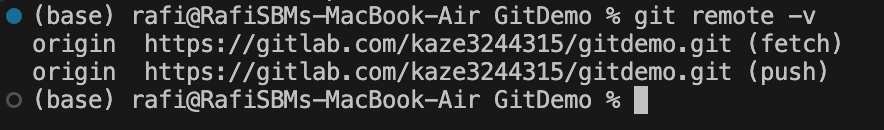 (base) rafi@RafiSBMs-MacBook-Air GitDemo % git remote -v
origin  https://gitlab.com/kaze3244315/gitdemo.git (fetch)
origin  https://gitlab.com/kaze3244315/gitdemo.git (push)
(base) rafi@RafiSBMs-MacBook-Air GitDemo %